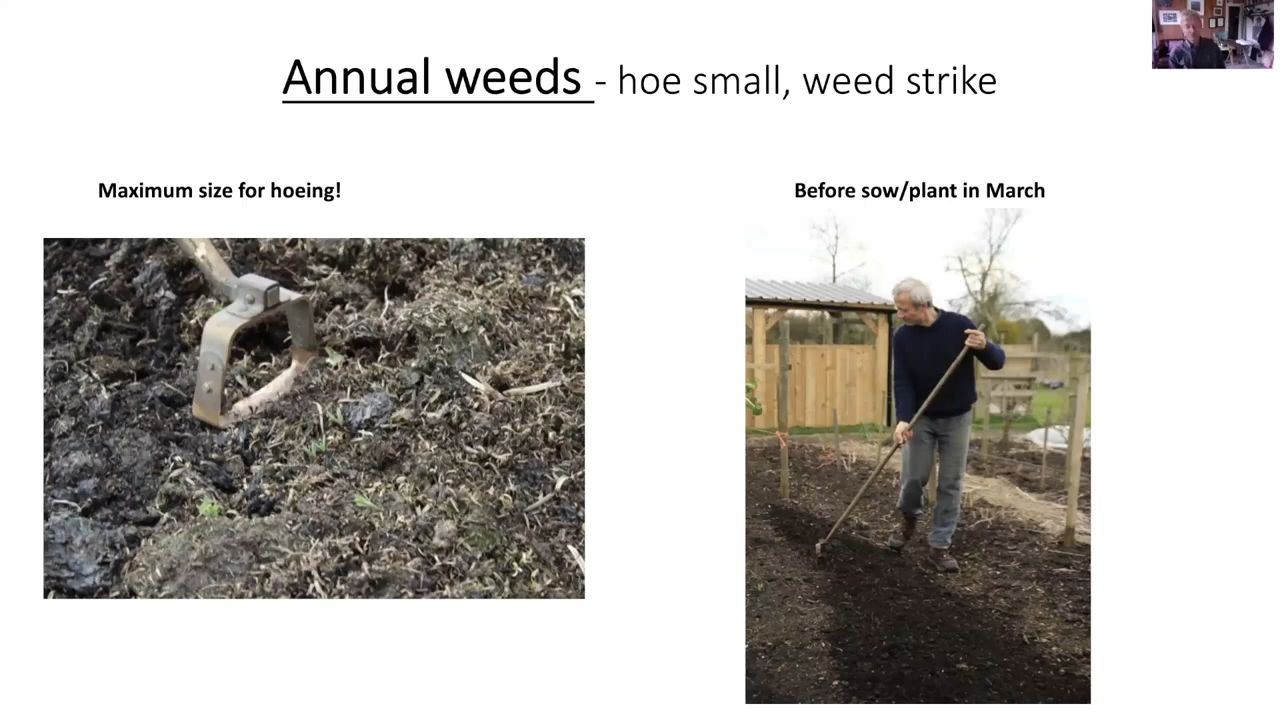 Annual weeds - hoe small, weed strike
Maximum size for hoeing!
Before sow/plant in March